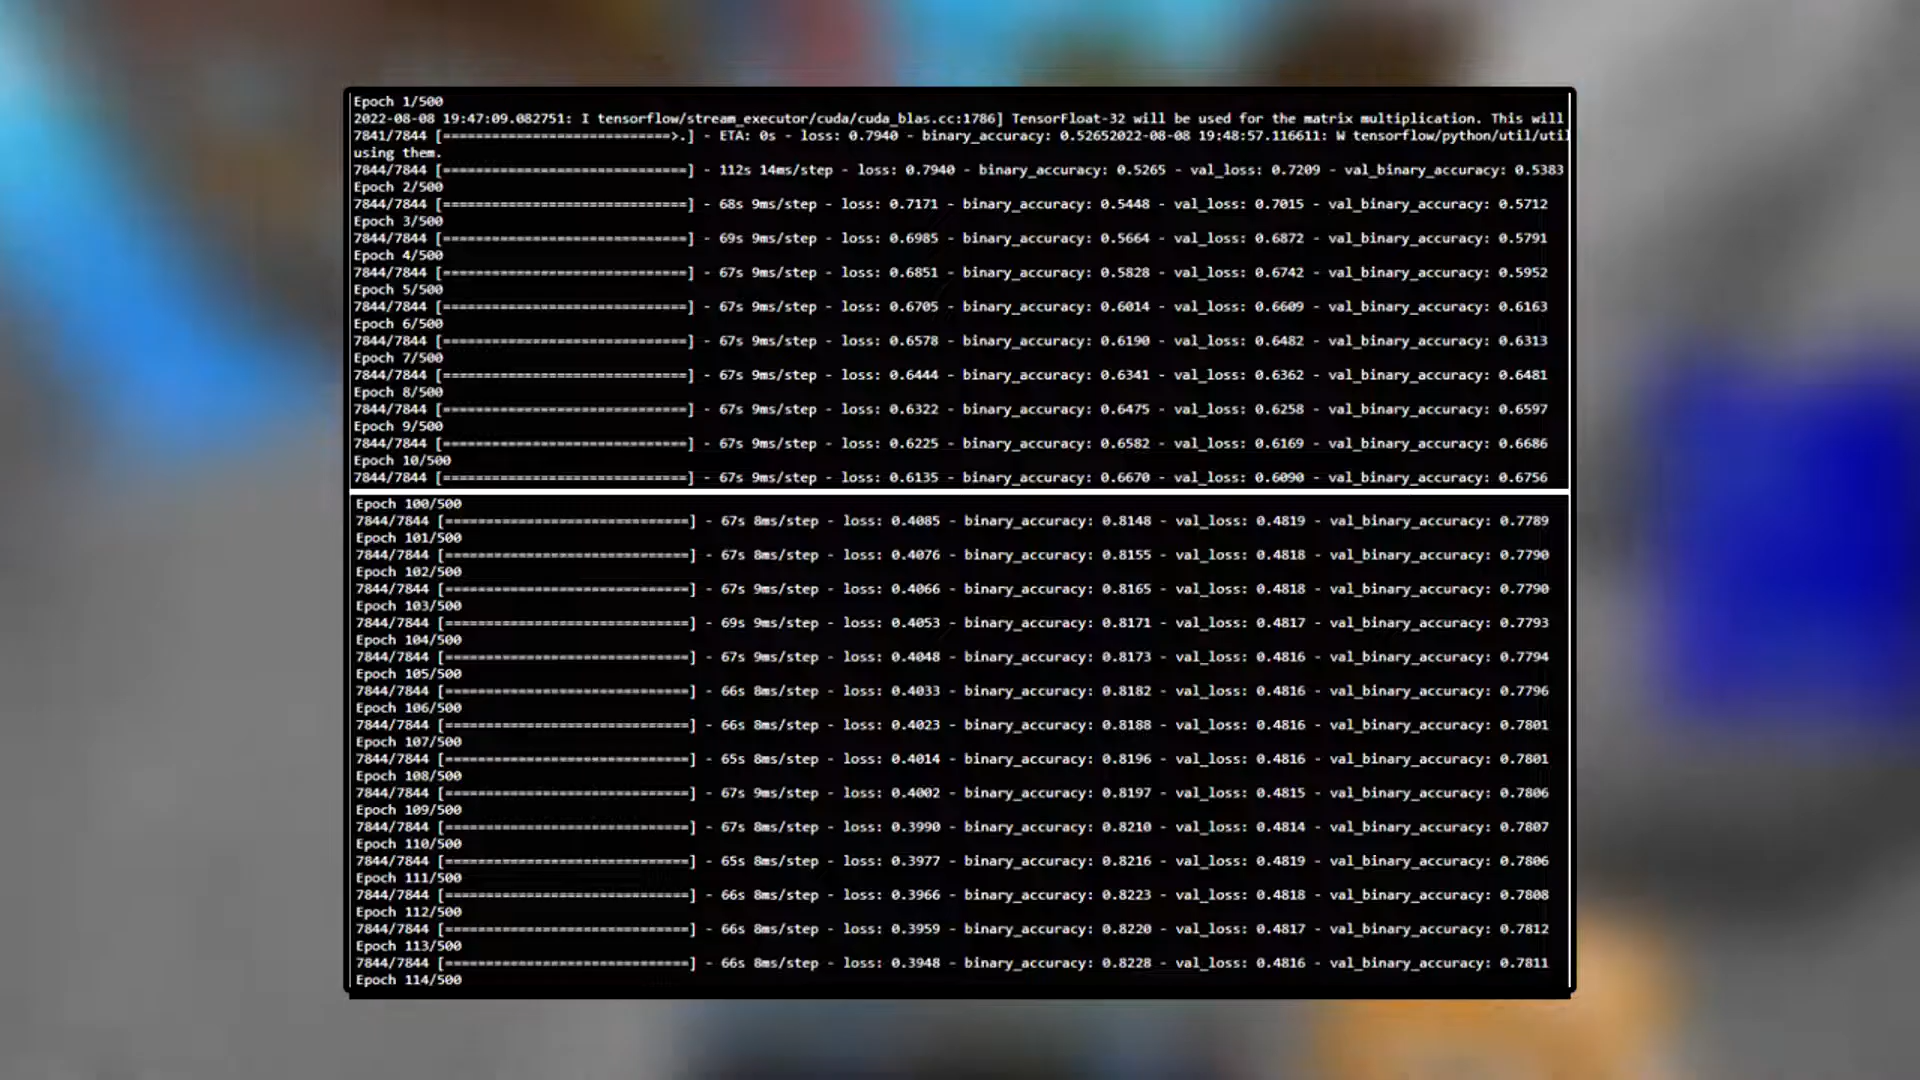 Epoch 1/500
2022-08-08 19:47:09.082751: I tensorflow/stream_executor/cuda/cuda_blas.cc:1786] TensorFloat-32 will be used for the matrix multiplication. This will
7841/7844 [============================>.] - ETA: 0s - loss: 0.7940 - binary_accuracy: 0.52652022-08-08 19:48:57.116611: W tensorflow/python/util/util
using them.
7844/7844 [==============================] - 112s 14ms/step - loss: 0.7940 - binary_accuracy: 0.5265 - val_loss: 0.7209 - val_binary_accuracy: 0.5383
Epoch 2/500
7844/7844 [==============================] - 68s 9ms/step - loss: 0.7171 - binary_accuracy: 0.5448 - val_loss: 0.7015 - val_binary_accuracy: 0.5712
Epoch 3/500
7844/7844 [==============================] - 69s 9ms/step - loss: 0.6985 - binary_accuracy: 0.5664 - val_loss: 0.6872 - val_binary_accuracy: 0.5791
Epoch 4/500
7844/7844 [==============================] - 67s 9ms/step - loss: 0.6851 - binary_accuracy: 0.5828 - val_loss: 0.6742 - val_binary_accuracy: 0.5952
Epoch 5/500
7844/7844 [==============================] - 67s 9ms/step - loss: 0.6705 - binary_accuracy: 0.6014 - val_loss: 0.6609 - val_binary_accuracy: 0.6163
Epoch 6/500
7844/7844 [==============================] - 67s 9ms/step - loss: 0.6578 - binary_accuracy: 0.6190 - val_loss: 0.6482 - val_binary_accuracy: 0.6313
Epoch 7/500
7844/7844 [==============================] - 67s 9ms/step - loss: 0.6444 - binary_accuracy: 0.6341 - val_loss: 0.6362 - val_binary_accuracy: 0.6481
Epoch 8/500
7844/7844 [==============================] - 67s 9ms/step - loss: 0.6322 - binary_accuracy: 0.6475 - val_loss: 0.6258 - val_binary_accuracy: 0.6597
Epoch 9/500
7844/7844 [==============================] - 67s 9ms/step - loss: 0.6225 - binary_accuracy: 0.6582 - val_loss: 0.6169 - val_binary_accuracy: 0.6686
Epoch 10/500
7844/7844 [==============================] - 67s 9ms/step - loss: 0.6135 - binary_accuracy: 0.6670 - val_loss: 0.6090 - val_binary_accuracy: 0.6756
Epoch 100/500
7844/7844 [==============================] - 67s 8ms/step - loss: 0.4085 - binary_accuracy: 0.8148 - val_loss: 0.4819 - val_binary_accuracy: 0.7789
Epoch 101/500
7844/7844 [==============================] - 67s 9ms/step - loss: 0.4076 - binary_accuracy: 0.8155 - val_loss: 0.4818 - val_binary_accuracy: 0.7790
Epoch 102/500
7844/7844 [==============================] - 67s 9ms/step - loss: 0.4066 - binary_accuracy: 0.8165 - val_loss: 0.4818 - val_binary_accuracy: 0.7790
Epoch 103/500
7844/7844 [==============================] - 69s 9ms/step - loss: 0.4053 - binary_accuracy: 0.8171 - val_loss: 0.4817 - val_binary_accuracy: 0.7793
Epoch 104/500
7844/7844 [==============================] - 67s 9ms/step - loss: 0.4048 - binary_accuracy: 0.8173 - val_loss: 0.4816 - val_binary_accuracy: 0.7794
Epoch 105/500
7844/7844 [==============================] - 66s 8ms/step - loss: 0.4033 - binary_accuracy: 0.8182 - val_loss: 0.4816 - val_binary_accuracy: 0.7796
Epoch 106/500
7844/7844 [==============================] - 66s 8ms/step - loss: 0.4023 - binary_accuracy: 0.8188 - val_loss: 0.4816 - val_binary_accuracy: 0.7801
Epoch 107/500
7844/7844 [==============================] - 65s 8ms/step - loss: 0.4014 - binary_accuracy: 0.8196 - val_loss: 0.4816 - val_binary_accuracy: 0.7801
Epoch 108/500
7844/7844 [==============================] - 67s 9ms/step - loss: 0.4002 - binary_accuracy: 0.8197 - val_loss: 0.4815 - val_binary_accuracy: 0.7806
Epoch 109/500
7844/7844 [==============================] - 67s 8ms/step - loss: 0.3990 - binary_accuracy: 0.8210 - val_loss: 0.4814 - val_binary_accuracy: 0.7807
Epoch 110/500
7844/7844 [==============================] - 65s 8ms/step - loss: 0.3977 - binary_accuracy: 0.8216 - val_loss: 0.4819 - val_binary_accuracy: 0.7806
Epoch 111/500
7844/7844 [==============================] - 66s 8ms/step - loss: 0.3966 - binary_accuracy: 0.8223 - val_loss: 0.4818 - val_binary_accuracy: 0.7808
Epoch 112/500
7844/7844 [==============================] - 66s 8ms/step - loss: 0.3959 - binary_accuracy: 0.8220 - val_loss: 0.4817 - val_binary_accuracy: 0.7812
Epoch 113/500
7844/7844 [==============================] - 66s 8ms/step - loss: 0.3948 - binary_accuracy: 0.8228 - val_loss: 0.4816 - val_binary_accuracy: 0.7811
Epoch 114/500